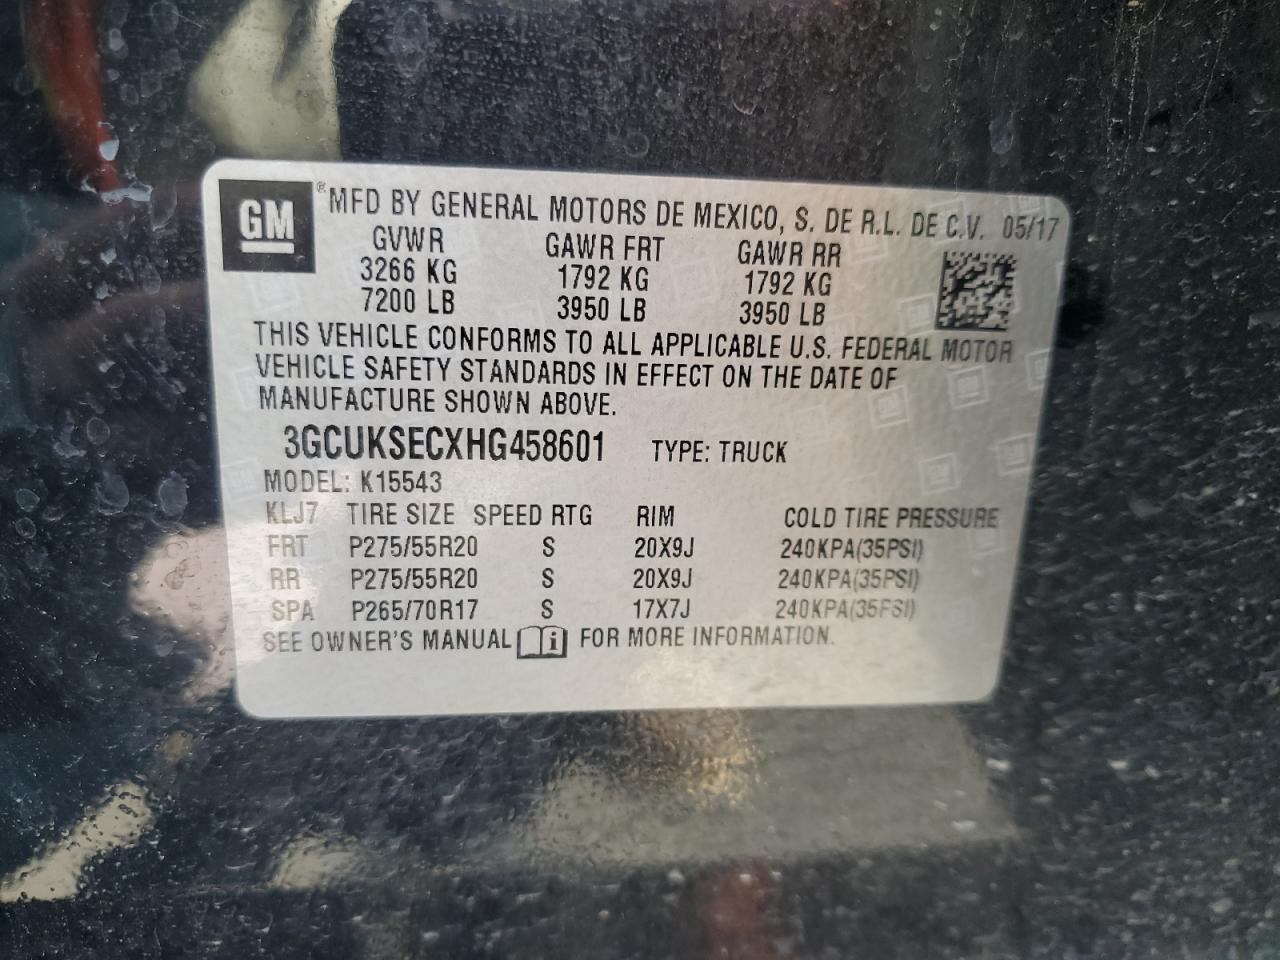 GM ® MFD BY GENERAL MOTORS DE MEXICO, S. DE R.L. DE C.V. 05/17
GVWR GAWR FRT GAWR RR
3266 KG 1792 KG 1792 KG
7200 LB 3950 LB 3950 LB
THIS VEHICLE CONFORMS TO ALL APPLICABLE U.S. FEDERAL MOTOR
VEHICLE SAFETY STANDARDS IN EFFECT ON THE DATE OF
MANUFACTURE SHOWN ABOVE.
3GCUKSECXHG458601 TYPE: TRUCK
MODEL: K15543
KLJ7 TIRE SIZE SPEED RTG RIM COLD TIRE PRESSURE
FRT P275/55R20 S 20X9J 240KPA(35PSI)
RR P275/55R20 S 20X9J 240KPA(35PSI)
SPA P265/70R17 S 17X7J 240KPA(35PSI)
SEE OWNER'S MANUAL i FOR MORE INFORMATION.